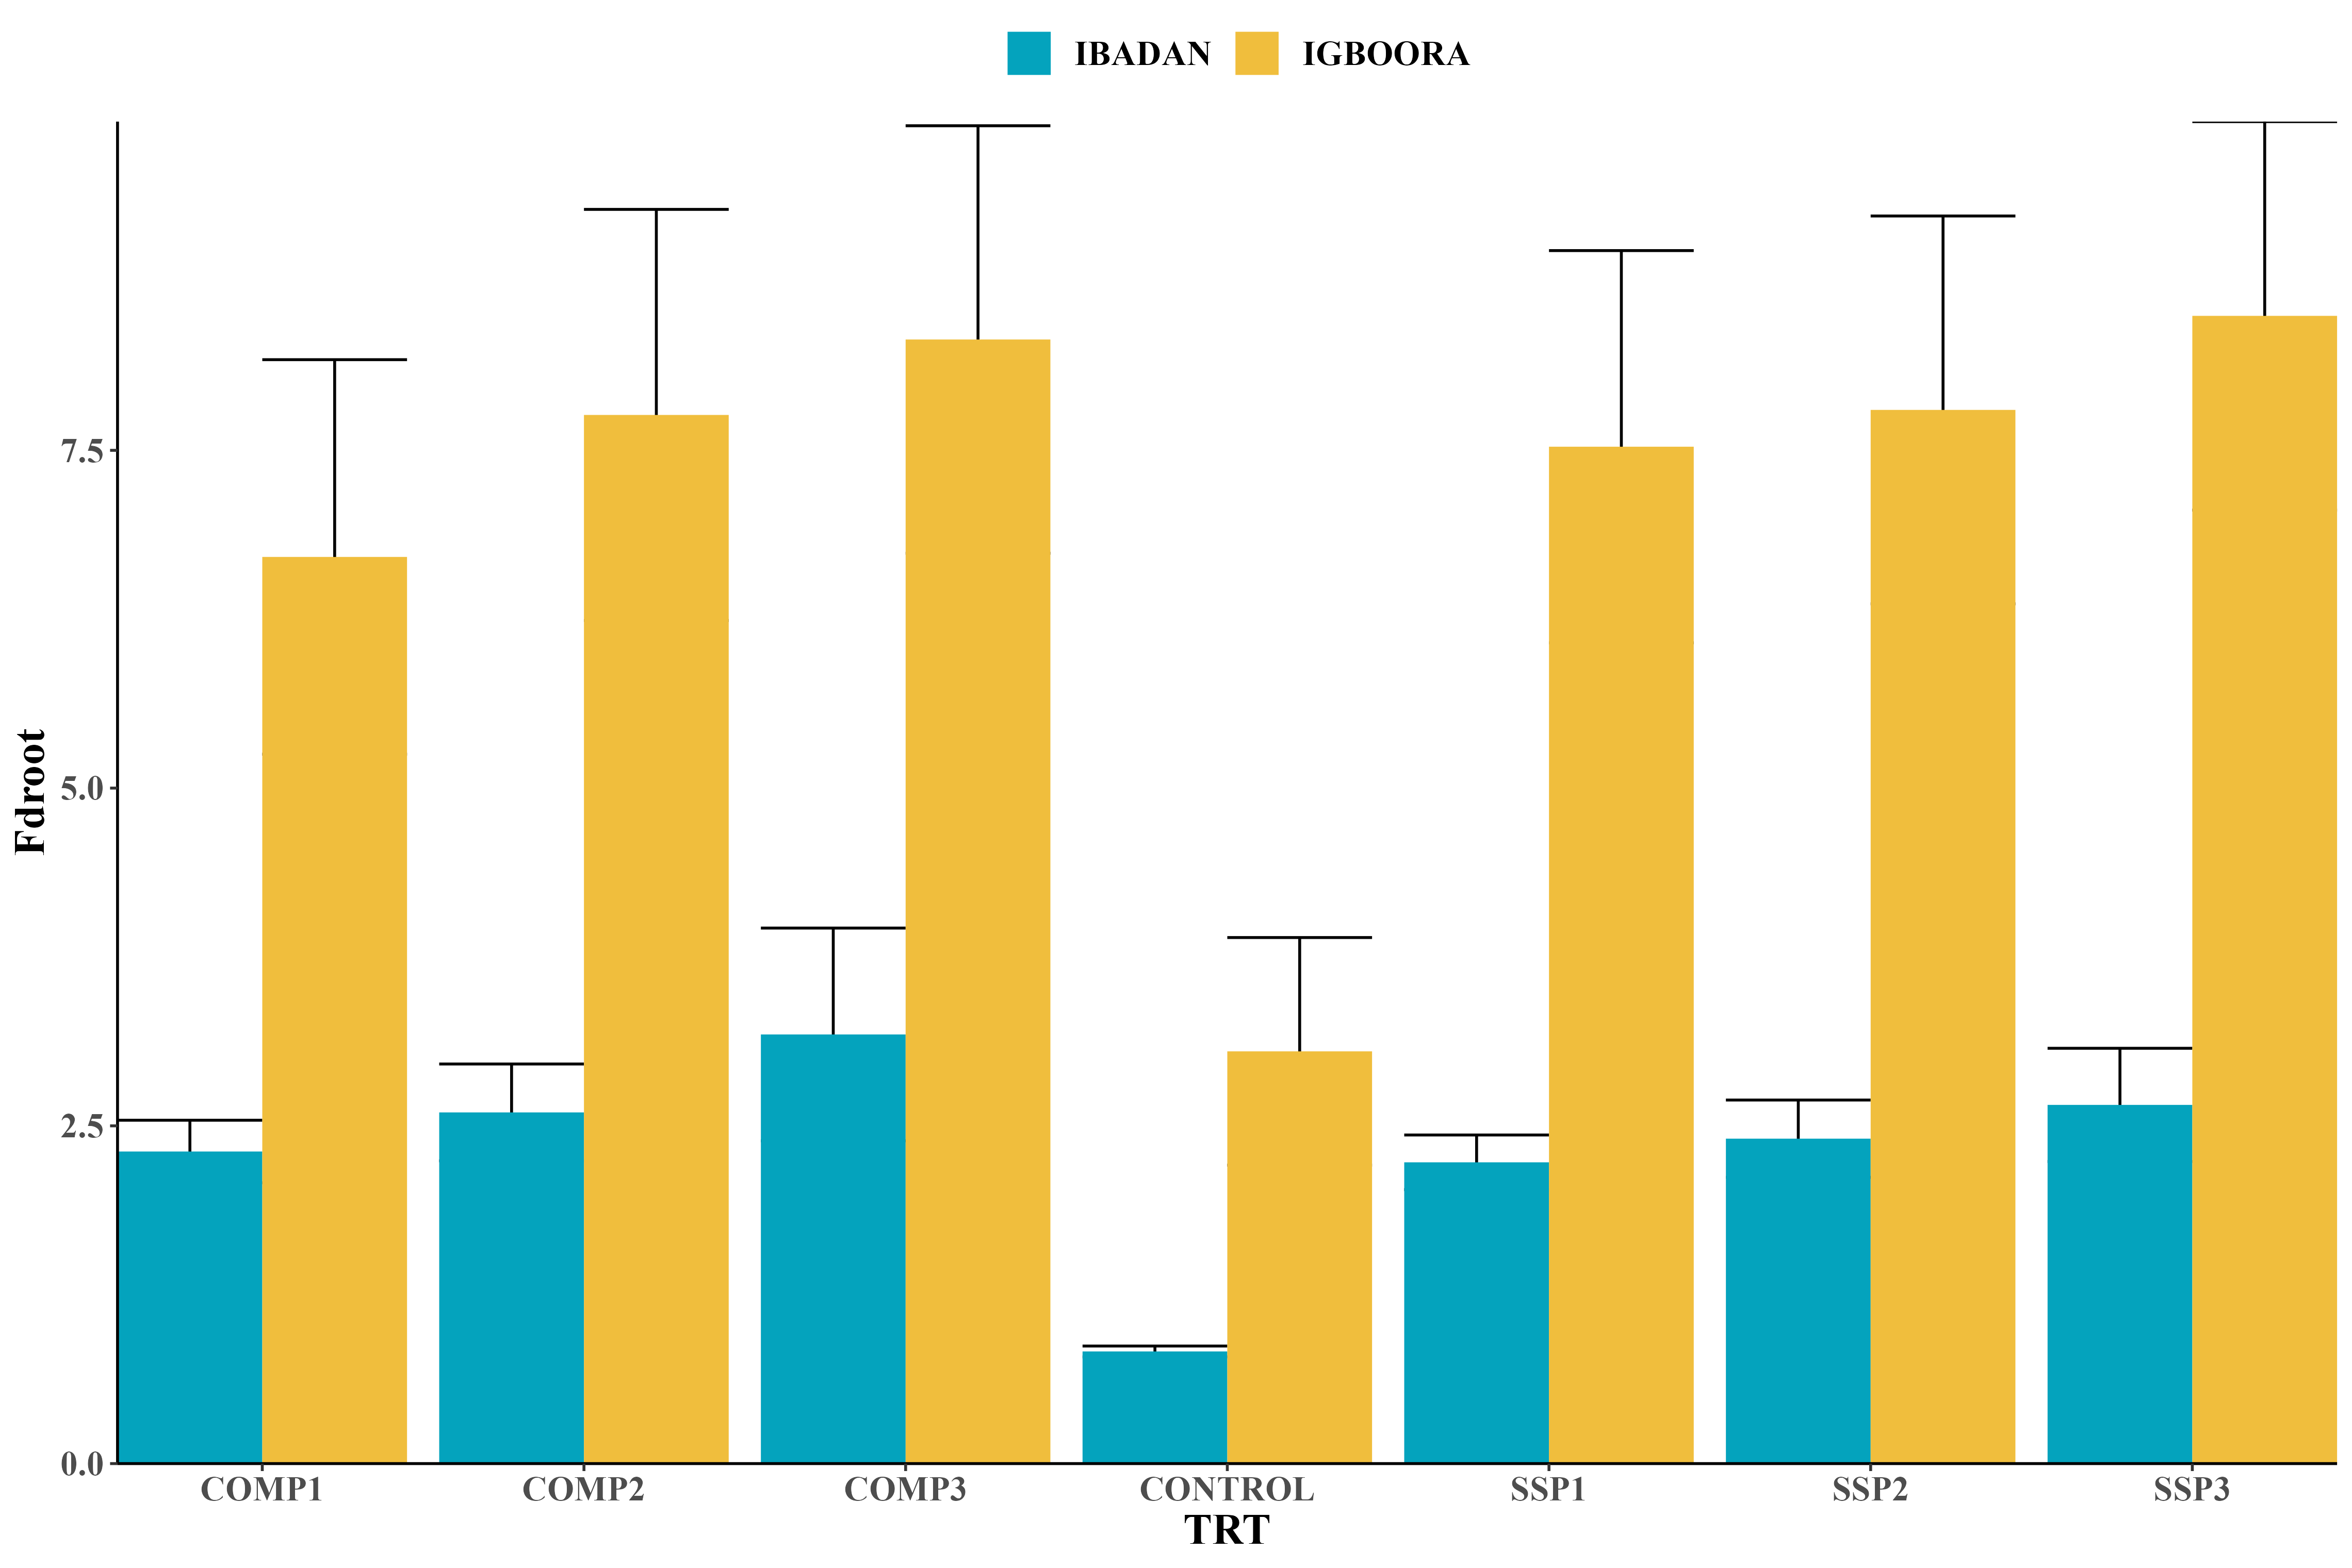 IBADAN IGBOORA
Fdroot
7.5
5.0
2.5
0.0
COMP1 COMP2 COMP3 CONTROL SSP1 SSP2 SSP3
TRT